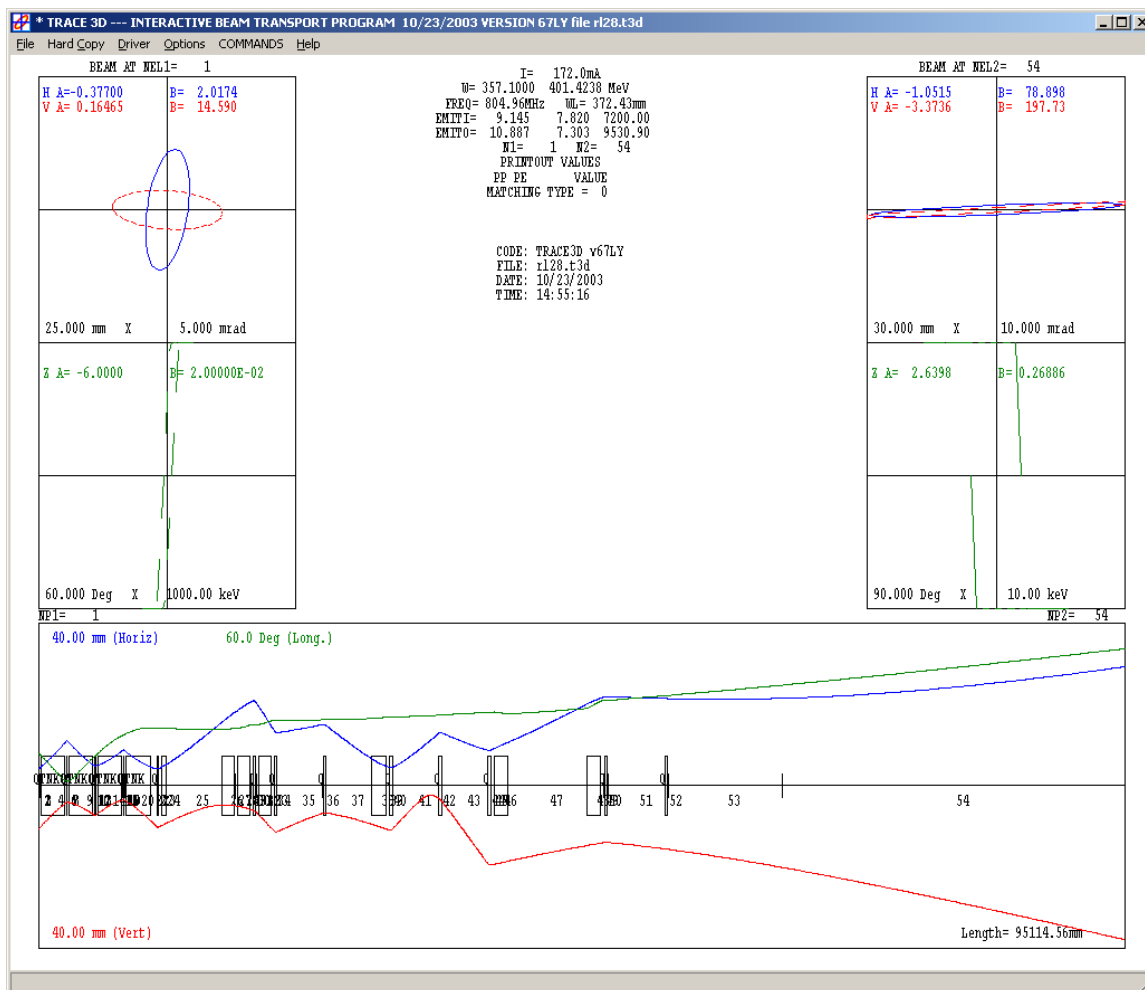 * TRACE 3D --- INTERACTIVE BEAM TRANSPORT PROGRAM 10/23/2003 VERSION 67LY file rl28.t3d
File Hard Copy Driver Options COMMANDS Help
BEAM AT NEL1= 1
H A=-0.37700 B= 2.0174
V A= 0.16465 B= 14.590
25.000 mm X 5.000 mrad
Z A= -6.0000 B= 2.00000E-02
60.000 Deg X 1000.00 keV
NP1= 1
I= 172.0mA
W= 357.1000 401.4238 MeV
FREQ= 804.96MHz WL= 372.43mm
EMITI= 9.145 7.820 7200.00
EMITO= 10.887 7.303 9530.90
N1= 1 N2= 54
PRINTOUT VALUES
PP PE VALUE
MATCHING TYPE = 0
CODE: TRACE3D v67LY
FILE: rl28.t3d
DATE: 10/23/2003
TIME: 14:55:16
BEAM AT NEL2= 54
H A= -1.0515 B= 78.898
V A= -3.3736 B= 197.73
30.000 mm X 10.000 mrad
Z A= 2.6398 B= 0.26886
90.000 Deg X 10.00 keV
NP2= 54
40.00 mm (Horiz) 60.0 Deg (Long.)
25 35 36 37 41 42 43 47 51 52 53 54
40.00 mm (Vert) Length= 95114.56mm